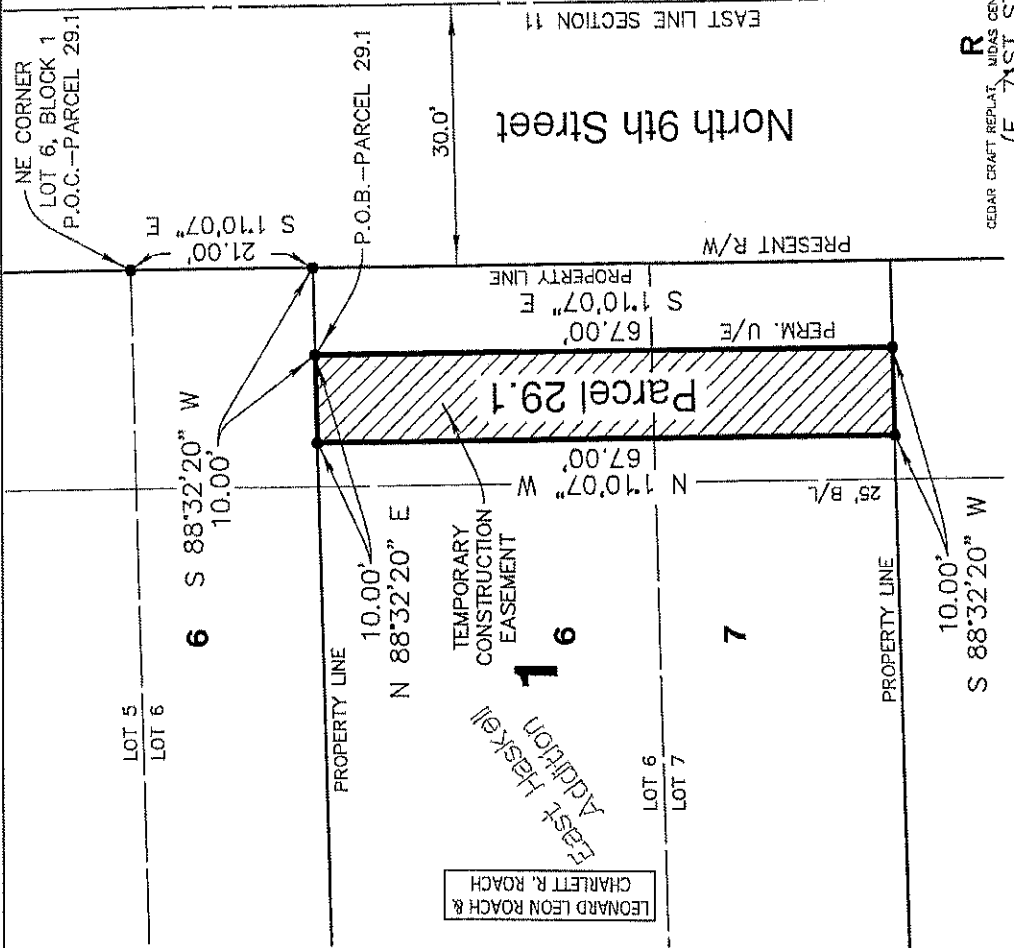 NE CORNER
LOT 6, BLOCK 1
P.O.C.-PARCEL 29.1
EAST LINE SECTION 11
R
CEDAR CRAFT REPLAT
MIDAS CEN
30.0'
North 9th Street
S 1°10'07" E
21.00'
P.O.B.-PARCEL 29.1
PRESENT R/W
PROPERTY LINE
S 1°10'07" E
67.00'
PERM. U/E
S 88°32'20" W
10.00'
Parcel 29.1
67.00'
N 1°10'07" W
25' B/L
LOT 5
LOT 6
6
PROPERTY LINE
10.00'
N 88°32'20" E
TEMPORARY
CONSTRUCTION
EASEMENT
1
6
7
East Haskell
Addition
LOT 6
LOT 7
PROPERTY LINE
10.00'
S 88°32'20" W
LEONARD LEON ROACH &
CHARLETT R. ROACH